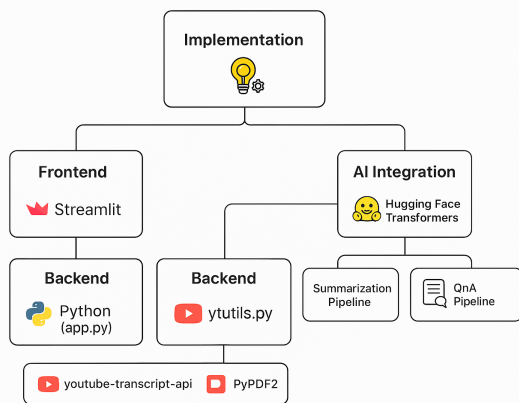 Implementation
Frontend
Streamlit
AI Integration
Hugging Face
Transformers
Backend
Python
(app.py)
Backend
ytutils.py
Summarization
Pipeline
QnA
Pipeline
youtube-transcript-api
PyPDF2